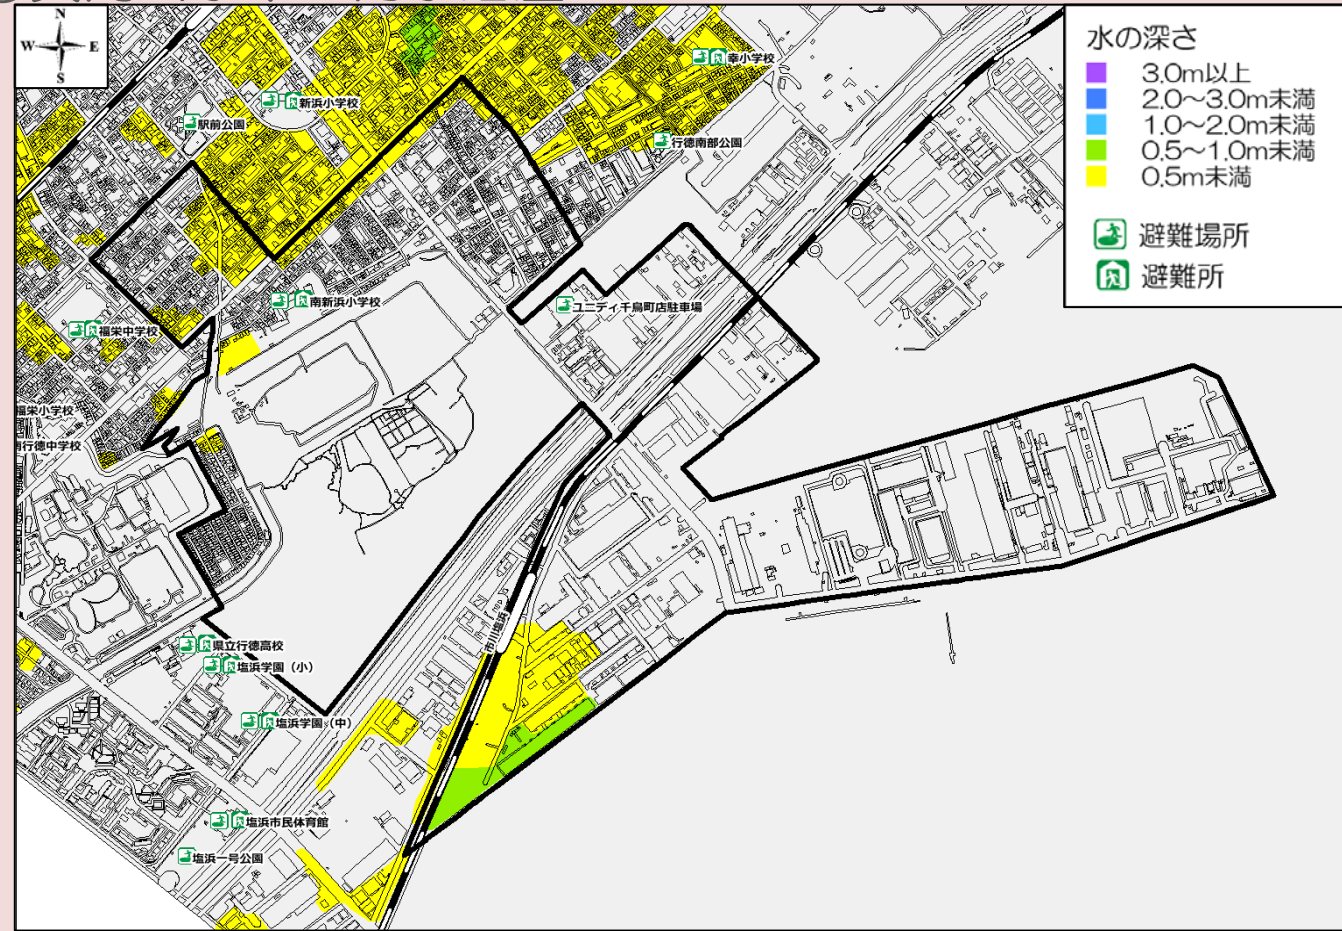 N
W E
S
水の深さ
3.0m以上
2.0～3.0m未満
1.0～2.0m未満
0.5～1.0m未満
0.5m未満
避難場所
避難所
幸小学校
新浜小学校
駅前公園
行徳南部公園
南新浜小学校
ユニディ千鳥町店駐車場
福栄中学校
福栄小学校
南行徳中学校
市川塩浜
県立行徳高校
塩浜学園（小）
塩浜学園（中）
塩浜市民体育館
塩浜一号公園